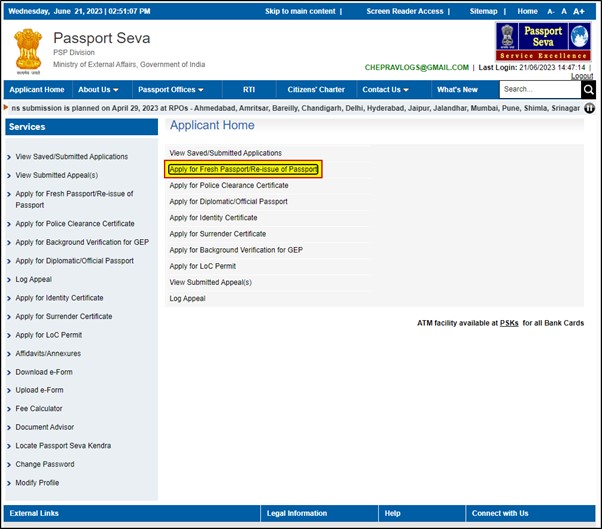 Wednesday, June 21, 2023 | 02:51:07 PM
Skip to main content |
Screen Reader Access |
Sitemap |
Home
A-
A
A+
Passport Seva
PSP Division
Ministry of External Affairs, Government of India
Passport
Seva
Service Excellence
CHEPRAVLOGS@GMAIL.COM | Last Login: 21/06/2023 14:47:14 |
Logout
Applicant Home
About Us
Passport Offices
RTI
Citizens' Charter
Contact Us
What's New
Search...
ns submission is planned on April 29, 2023 at RPOs - Ahmedabad, Amritsar, Bareilly, Chandigarh, Delhi, Hyderabad, Jaipur, Jalandhar, Mumbai, Pune, Shimla, Srinagar
Services
View Saved/Submitted Applications
View Submitted Appeal(s)
Apply for Fresh Passport/Re-issue of
Passport
Apply for Police Clearance Certificate
Apply for Background Verification for GEP
Apply for Diplomatic/Official Passport
Log Appeal
Apply for Identity Certificate
Apply for Surrender Certificate
Apply for LoC Permit
Affidavits/Annexures
Download e-Form
Upload e-Form
Fee Calculator
Document Advisor
Locate Passport Seva Kendra
Change Password
Modify Profile
Applicant Home
View Saved/Submitted Applications
Apply for Fresh Passport/Re-issue of Passport
Apply for Police Clearance Certificate
Apply for Diplomatic/Official Passport
Apply for Identity Certificate
Apply for Surrender Certificate
Apply for Background Verification for GEP
Apply for LoC Permit
View Submitted Appeal(s)
Log Appeal
ATM facility available at PSKs for all Bank Cards
External Links
Legal Information
Help
Connect with Us